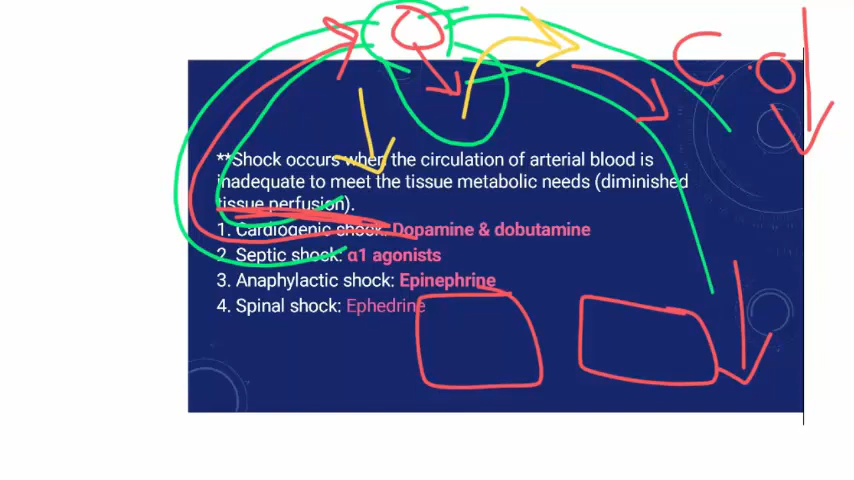 C.O
**Shock occurs when the circulation of arterial blood is
inadequate to meet the tissue metabolic needs (diminished
tissue perfusion).
1. Cardiogenic shock: Dopamine & dobutamine
2. Septic shock: α1 agonists
3. Anaphylactic shock: Epinephrine
4. Spinal shock: Ephedrine